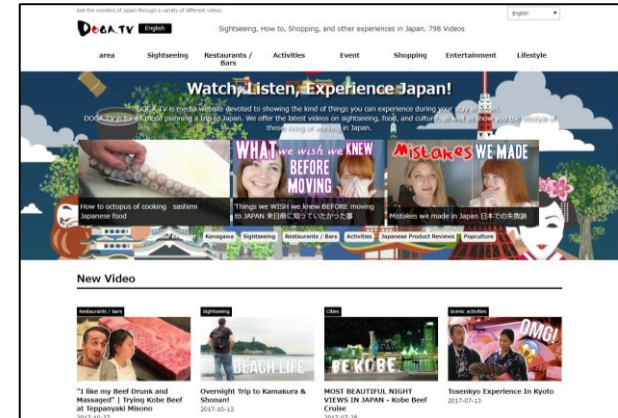 See the wonders of Japan through a variety of different videos.
English
DOGA.TV English
Sightseeing, How to, Shopping, and other experiences in Japan. 798 Videos
area Sightseeing Restaurants / Bars Activities Event Shopping Entertainment Lifestyle
Watch, Listen, Experience Japan!
DOGA.TV is media website devoted to showing the kind of things you can experience during your stay in Japan.
DOGA.TV is for all those planning a trip to Japan. We offer the latest videos on sightseeing, food, and culture, as well as show you the lifestyle of
those living or working in Japan.
WHAT we wish we KNEW
BEFORE
MOVING
Mistakes WE MADE
How to octopus of cooking sashimi
Japanese food
Things we WISH we knew BEFORE moving
to JAPAN 来日前に知っていたかった事
Mistakes we made in Japan 日本での失敗談
Kanagawa Sightseeing Restaurants / Bars Activities Japanese Product Reviews Popculture
New Video
Restaurants / Bars
Sightseeing
Cities
Scenic activities
BEACH LIFE
BE KOBE
OMG!
"I like my Beef Drunk and
Massaged" | Trying Kobe Beef
at Teppanyaki Misono
2017-10-27
Overnight Trip to Kamakura &
Shonan!
2017-10-13
MOST BEAUTIFUL NIGHT
VIEWS IN JAPAN - Kobe Beef
Cruise
2017-07-28
Tosenkyo Experience In Kyoto
2017-07-13